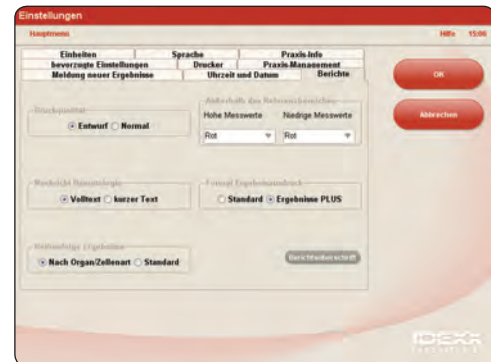 Einstellungen
Hauptmenü Hilfe 15:06
Einheiten Sprache Praxis-Info
bevorzugte Einstellungen Drucker Praxis-Management
Meldung neuer Ergebnisse Uhrzeit und Datum Berichte
OK
Abbrechen
Druckqualität
Entwurf Normal
Außerhalb des Referenzbereiches
Hohe Messwerte Niedrige Messwerte
Rot Rot
Nachricht Hämatologie
Volltext kurzer Text
Format Ergebnisausdruck
Standard Ergebnisse PLUS
Reihenfolge Ergebnisse
Nach Organ/Zellenart Standard
Berichtsüberschrift
IDEXX